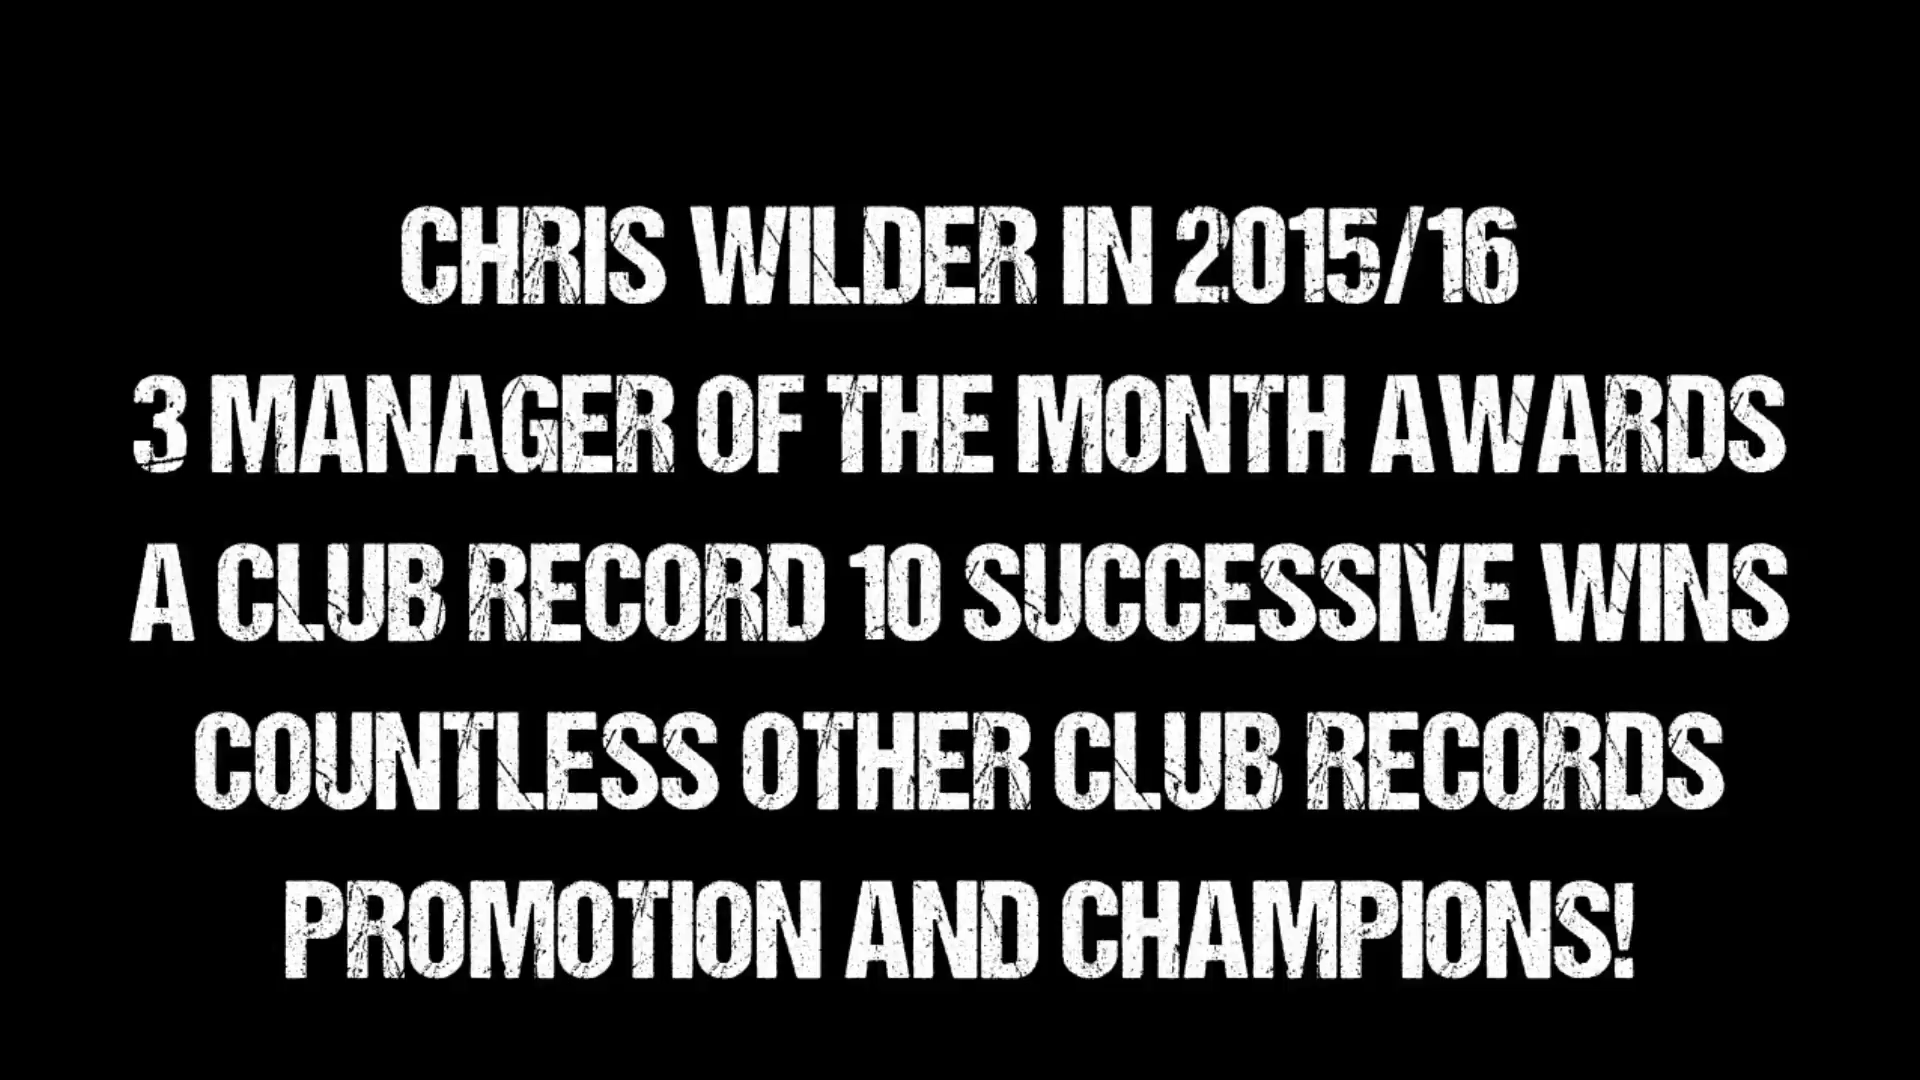 CHRIS WILDER IN 2015/16
3 MANAGER OF THE MONTH AWARDS
A CLUB RECORD 10 SUCCESSIVE WINS
COUNTLESS OTHER CLUB RECORDS
PROMOTION AND CHAMPIONS!